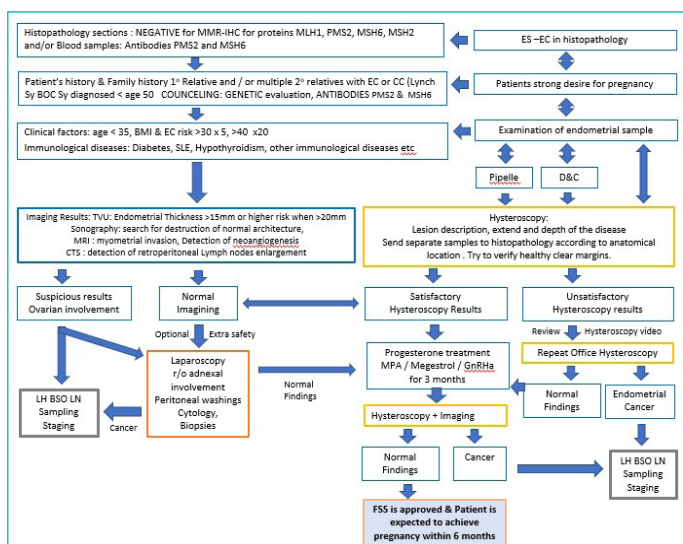 Histopathology sections : NEGATIVE for MMR-IHC for proteins MLH1, PMS2, MSH6, MSH2
and/or Blood samples: Antibodies PMS2 and MSH6
ES –EC in histopathology
Patient's history & Family history 1º Relative and / or multiple 2º relatives with EC or CC (Lynch
Sy BOC Sy diagnosed < age 50 COUNCELING: GENETIC evaluation, ANTIBODIES PMS2 & MSH6
Patients strong desire for pregnancy
Clinical factors: age < 35, BMI & EC risk >30 x 5, >40 x20
Immunological diseases: Diabetes, SLE, Hypothyroidism, other immunological diseases etc
Examination of endometrial sample
Pipelle
D&C
Imaging Results: TVU: Endometrial Thickness >15mm or higher risk when >20mm
Sonography: search for destruction of normal architecture,
MRI : myometrial invasion, Detection of neoangiogenesis
CTS : detection of retroperitoneal Lymph nodes enlargement
Hysteroscopy:
Lesion description, extend and depth of the disease
Send separate samples to histopathology according to anatomical
location . Try to verify healthy clear margins.
Suspicious results
Ovarian involvement
Normal
Imagining
Satisfactory
Hysteroscopy Results
Unsatisfactory
Hysteroscopy results
Optional
Extra safety
Review
Hysteroscopy video
Laparoscopy
r/o adnexal
involvement
Peritoneal washings
Cytology,
Biopsies
Normal
Findings
Progesterone treatment
MPA / Megestrol / GnRHa
for 3 months
Repeat Office Hysteroscopy
Normal
Findings
Endometrial
Cancer
LH BSO LN
Sampling
Staging
Cancer
Hysteroscopy + Imaging
Normal
Findings
Cancer
LH BSO LN
Sampling
Staging
FSS is approved & Patient is
expected to achieve
pregnancy within 6 months